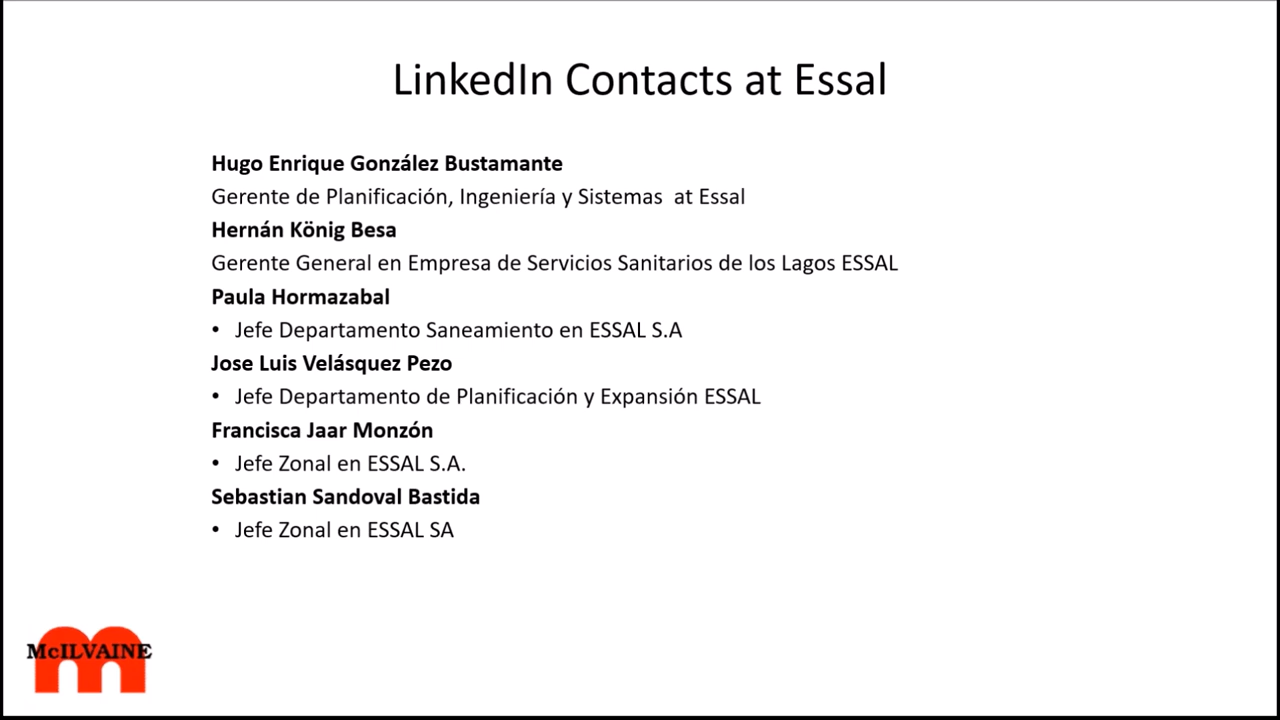 LinkedIn Contacts at Essal
Hugo Enrique González Bustamante
Gerente de Planificación, Ingeniería y Sistemas  at Essal
Hernán König Besa
Gerente General en Empresa de Servicios Sanitarios de los Lagos ESSAL
Paula Hormazabal
• Jefe Departamento Saneamiento en ESSAL S.A
Jose Luis Velásquez Pezo
• Jefe Departamento de Planificación y Expansión ESSAL
Francisca Jaar Monzón
• Jefe Zonal en ESSAL S.A.
Sebastian Sandoval Bastida
• Jefe Zonal en ESSAL SA
McILVAINE